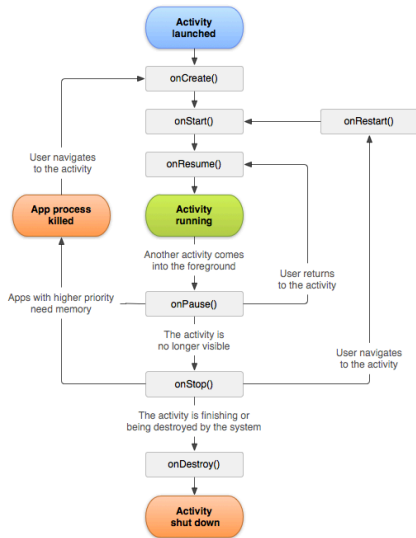 Activity
launched
onCreate()
onStart()
onRestart()
User navigates
to the activity
onResume()
App process
killed
Activity
running
Another activity comes
into the foreground
User returns
to the activity
Apps with higher priority
need memory
onPause()
The activity is
no longer visible
User navigates
to the activity
onStop()
The activity is finishing or
being destroyed by the system
onDestroy()
Activity
shut down